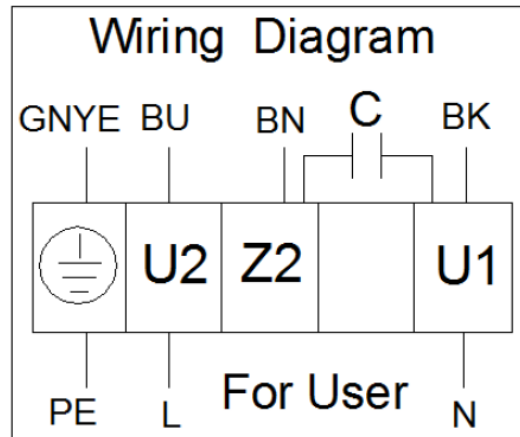 Wiring Diagram
GNYE BU BN C BK
U2 Z2 U1
PE L For User N